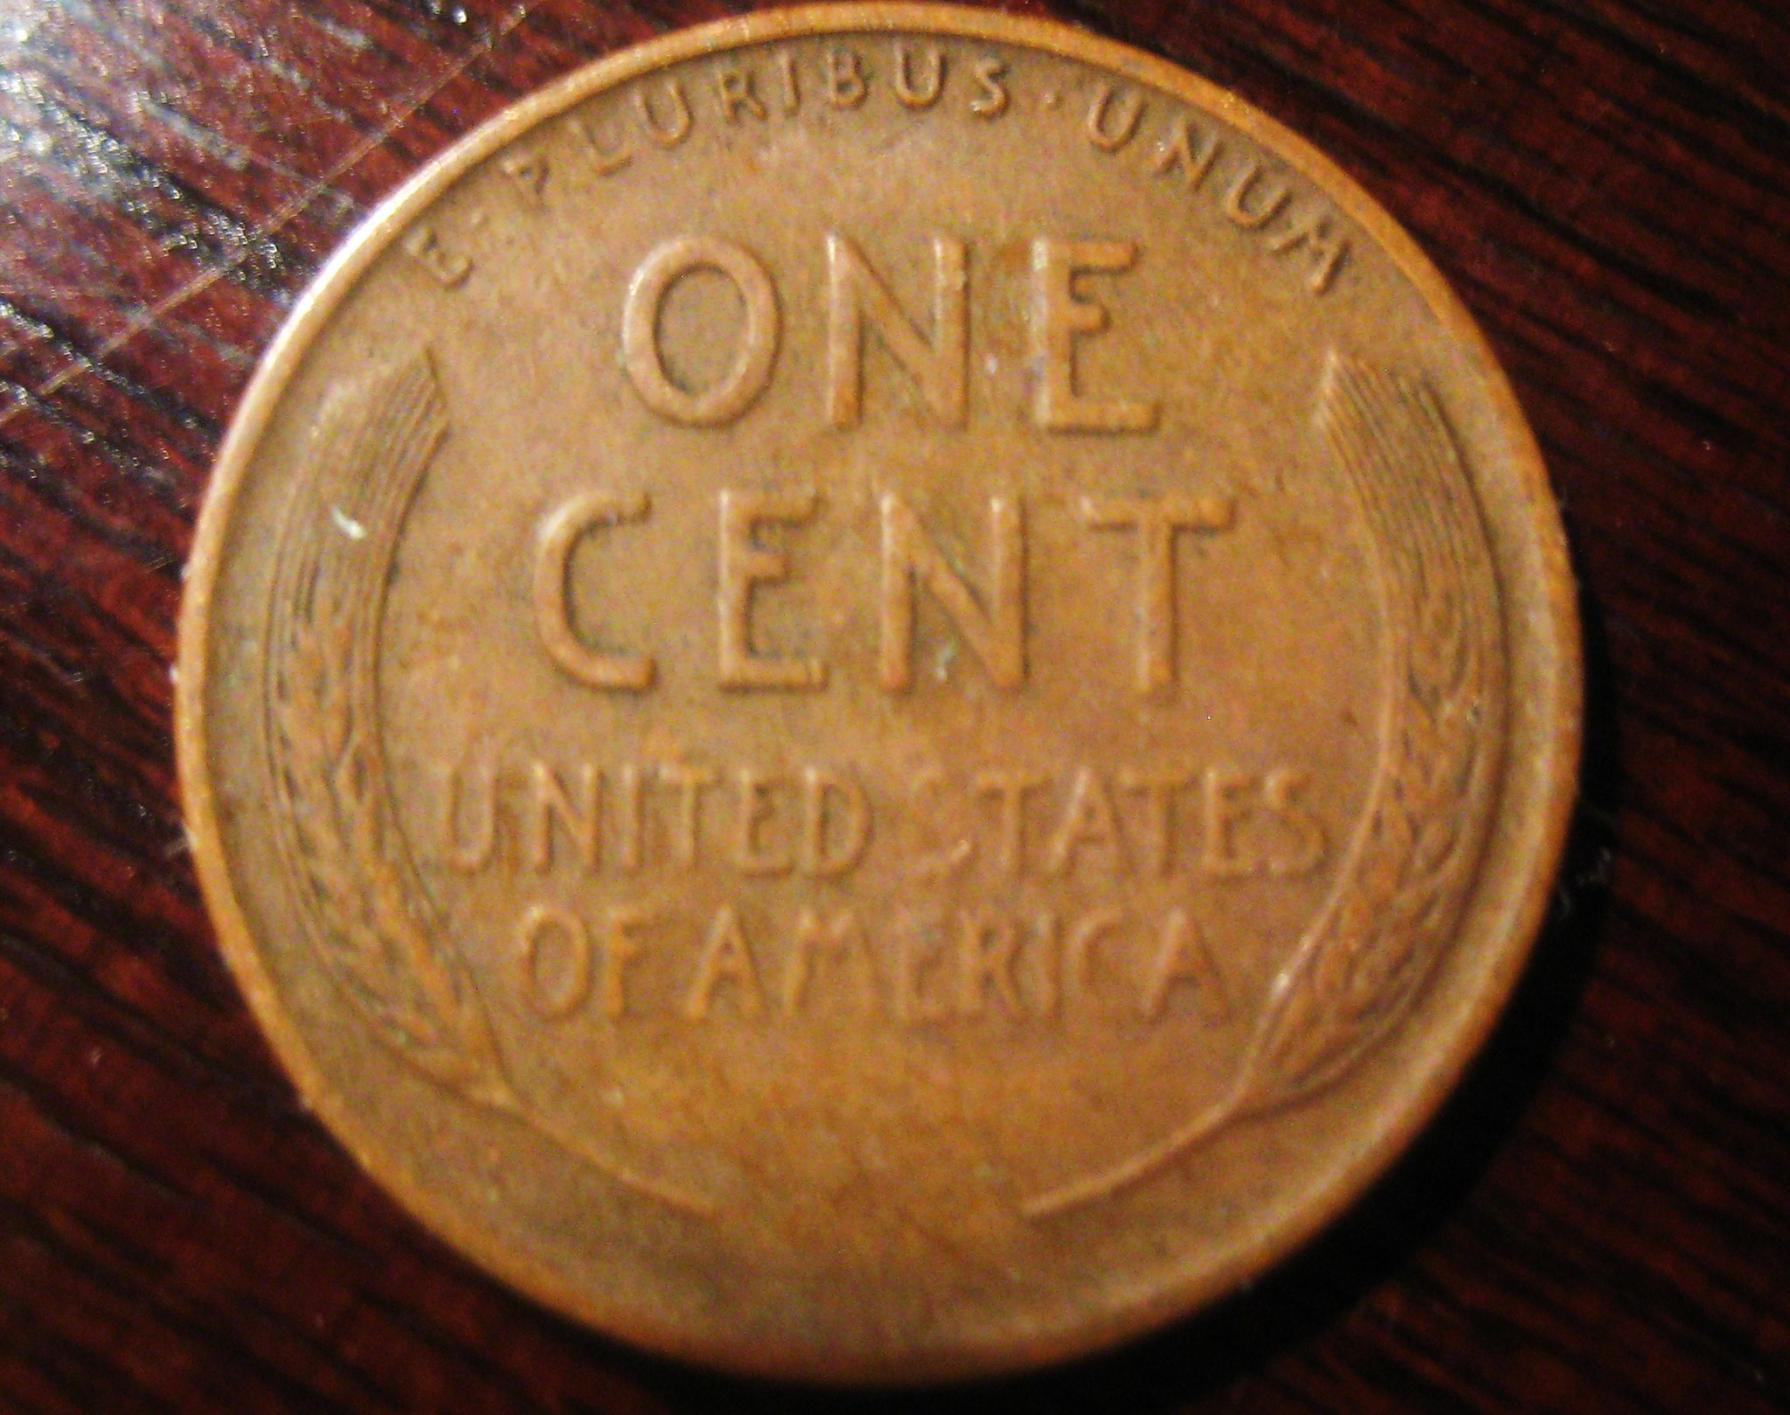 E·PLURIBUS·UNUM
ONE
CENT
UNITED STATES
OF AMERICA